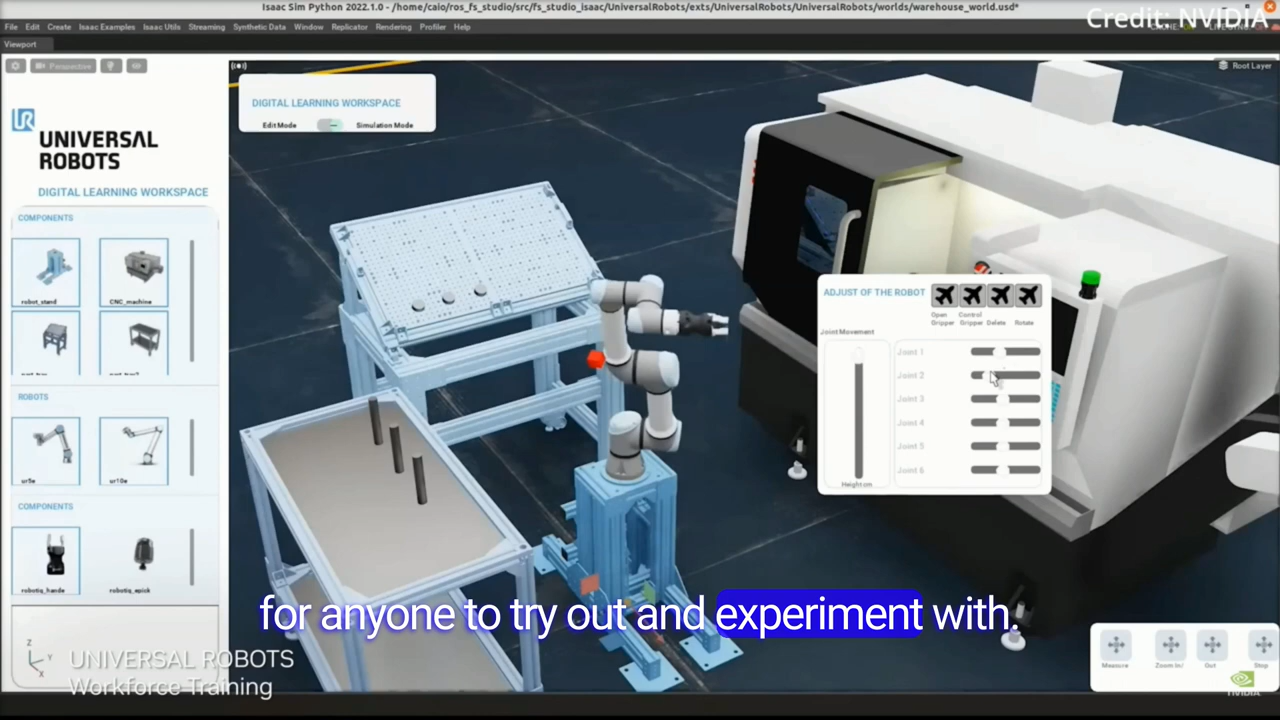 Isaac Sim Python 2022.1.0 - /home/caio/ros_fs_studio/src/fs_studio_isaac/UniversalRobots/exts/UniversalRobots/UniversalRobots/worlds/warehouse_world.usd*
Credit: NVIDIA
File Edit Create Isaac Examples Isaac Utils Streaming Synthetic Data Window Replicator Rendering Profiler Help
Viewport
Perspective
Root Layer
DIGITAL LEARNING WORKSPACE
Edit Mode Simulation Mode
UR
UNIVERSAL
ROBOTS
DIGITAL LEARNING WORKSPACE
COMPONENTS
robot_stand CNC_machine
ROBOTS
ur5e ur10e
COMPONENTS
robotiq_hande robotiq_epick
ADJUST OF THE ROBOT
Open Gripper Control Gripper Delete Rotate
Joint Movement
Joint 1
Joint 2
Joint 3
Joint 4
Joint 5
Joint 6
Height cm
for anyone to try out and experiment with.
Z
Y
X
UNIVERSAL ROBOTS
Workforce Training
Measure Zoom In/ Out Stop
NVIDIA